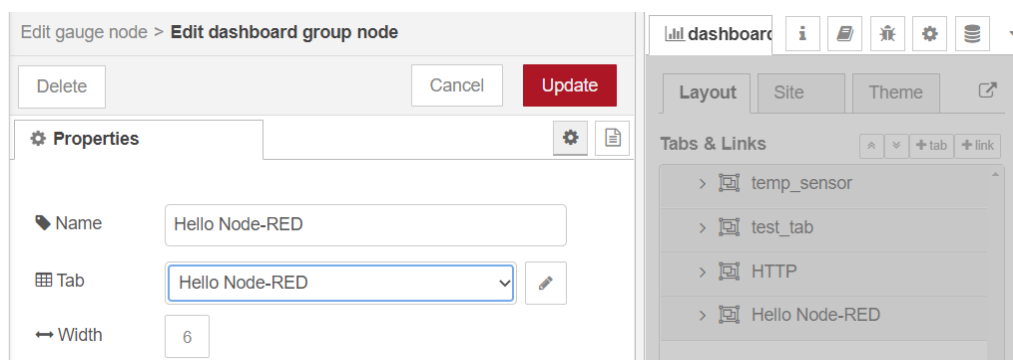 Edit gauge node > Edit dashboard group node
Delete
Cancel
Update
Properties
Name
Hello Node-RED
Tab
Hello Node-RED
Width
6
dashboard
i
Layout
Site
Theme
Tabs & Links
+tab
+link
> temp_sensor
> test_tab
> HTTP
> Hello Node-RED